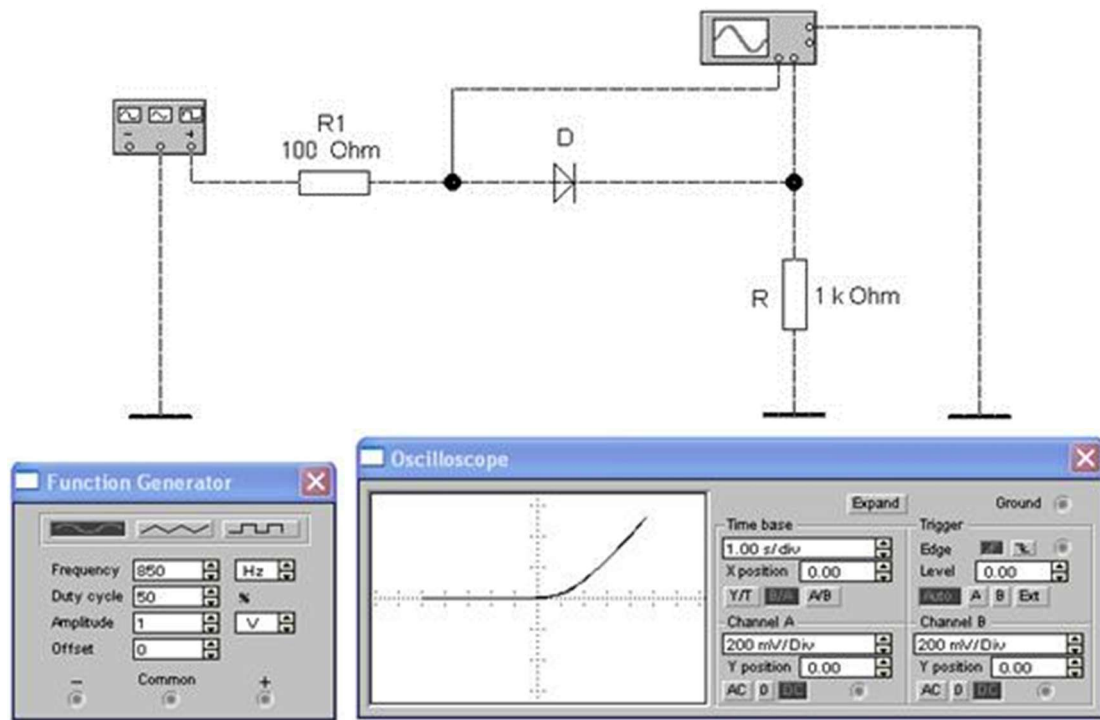 R1
100 Ohm
D
R
1 k Ohm
- +
Function Generator
Frequency 850 Hz
Duty cycle 50 %
Amplitude 1 V
Offset 0
- Common +
Oscilloscope
Expand Ground
Time base
1.00 s/div
X position 0.00
Y/T B/A A/B
Trigger
Edge
Level 0.00
Auto A B Ext
Channel A
200 mV/Div
Y position 0.00
AC 0 DC
Channel B
200 mV/Div
Y position 0.00
AC 0 DC